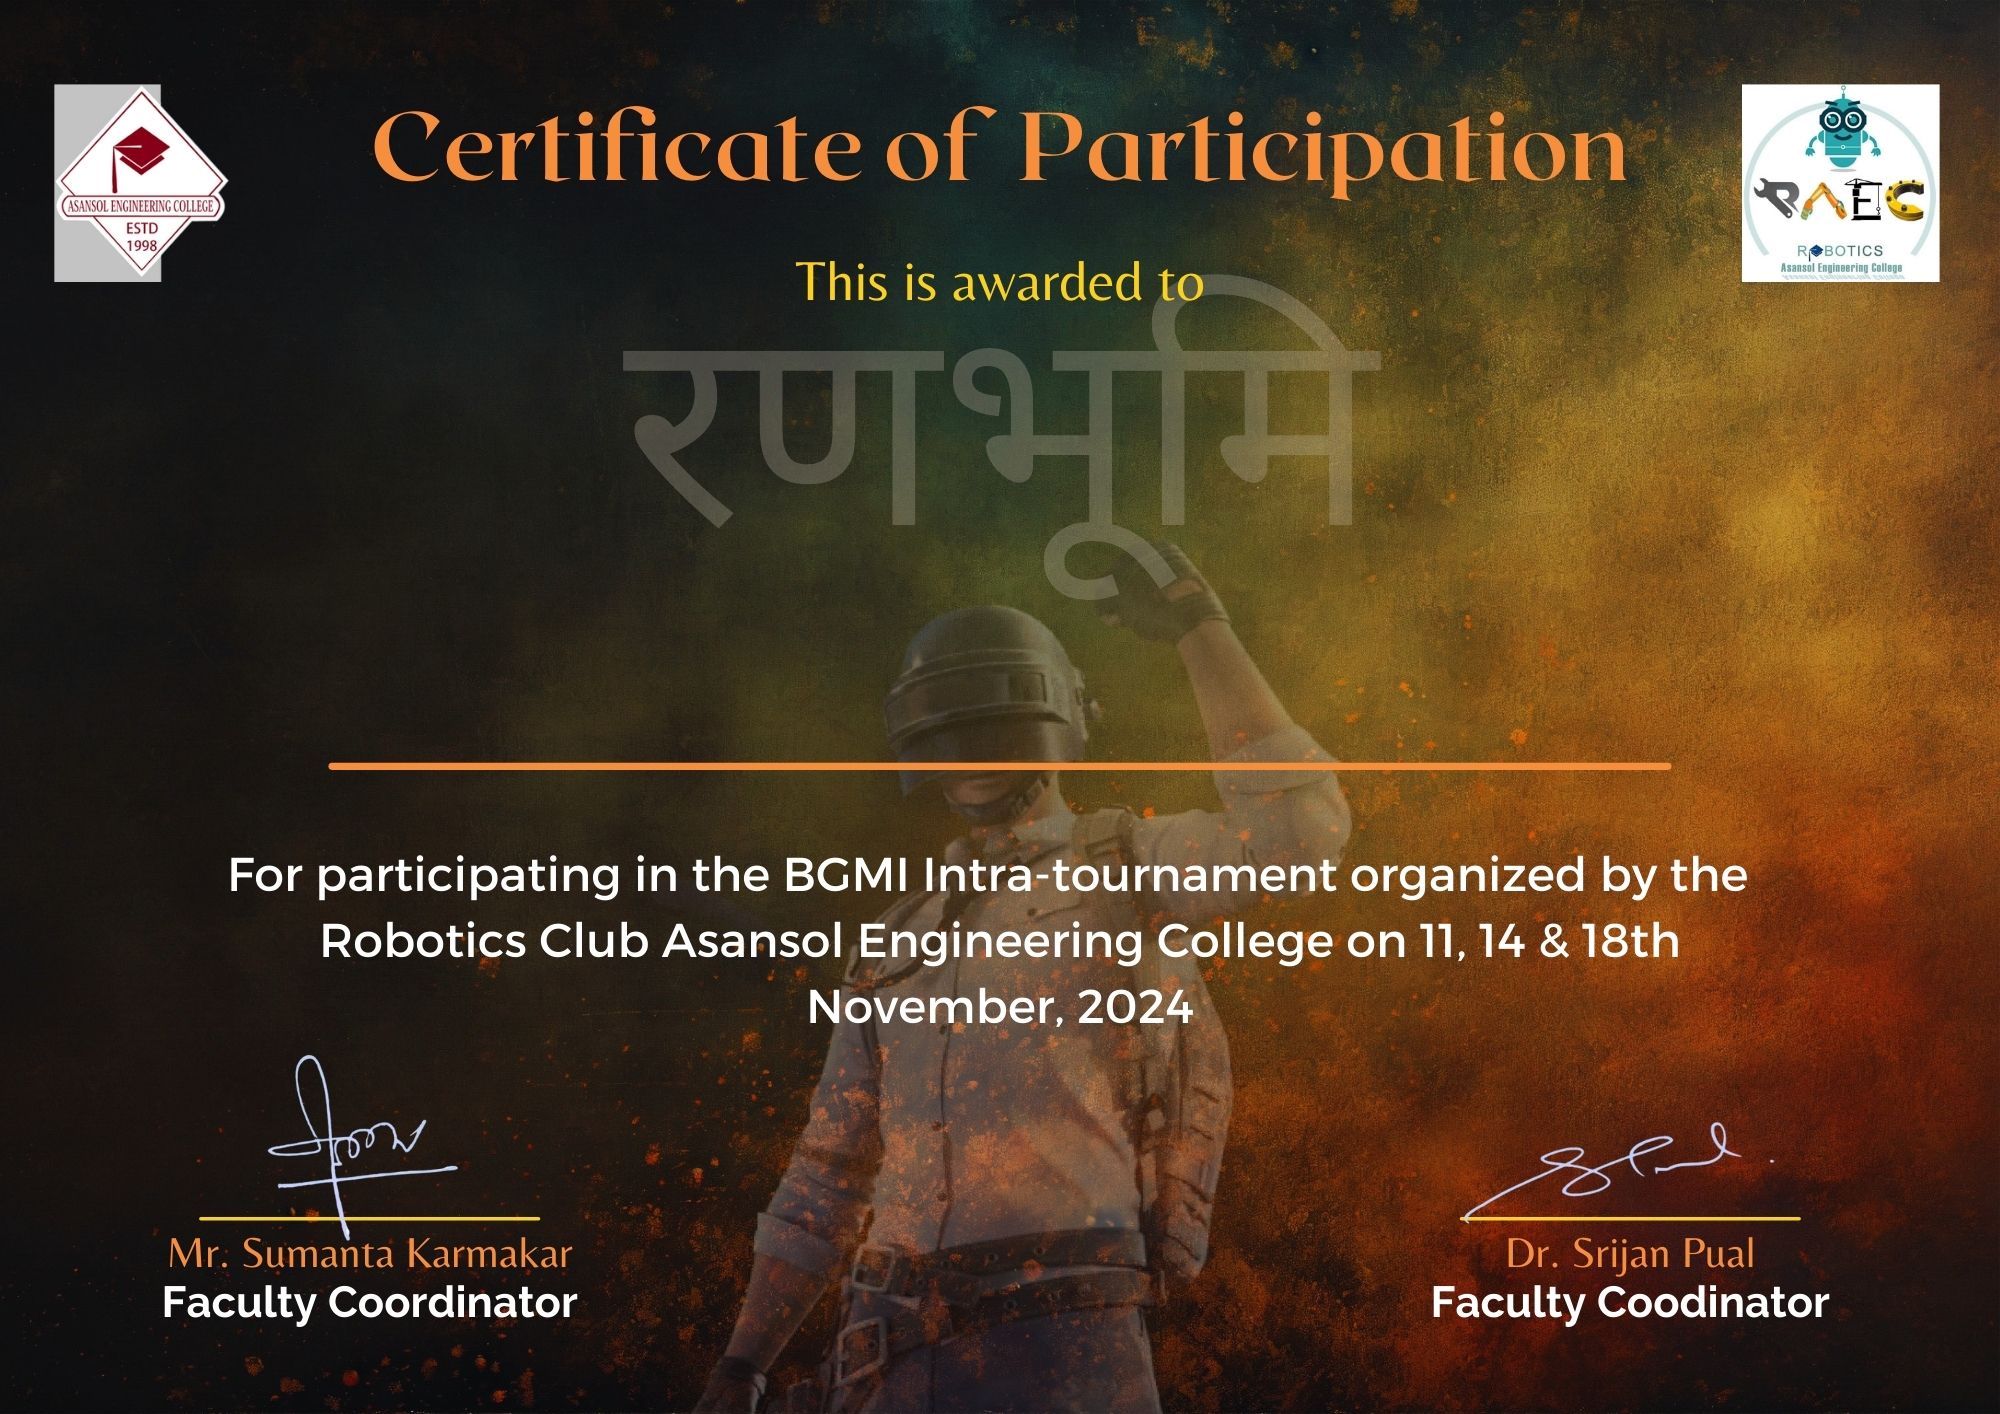 Certificate of Participation
ASANSOL ENGINEERING COLLEGE
ESTD
1998
RAEC
ROBOTICS
Asansol Engineering College
This is awarded to
रणभूमि
For participating in the BGMI Intra-tournament organized by the
Robotics Club Asansol Engineering College on 11, 14 & 18th
November, 2024
Mr. Sumanta Karmakar
Faculty Coordinator
Dr. Srijan Pual
Faculty Coodinator